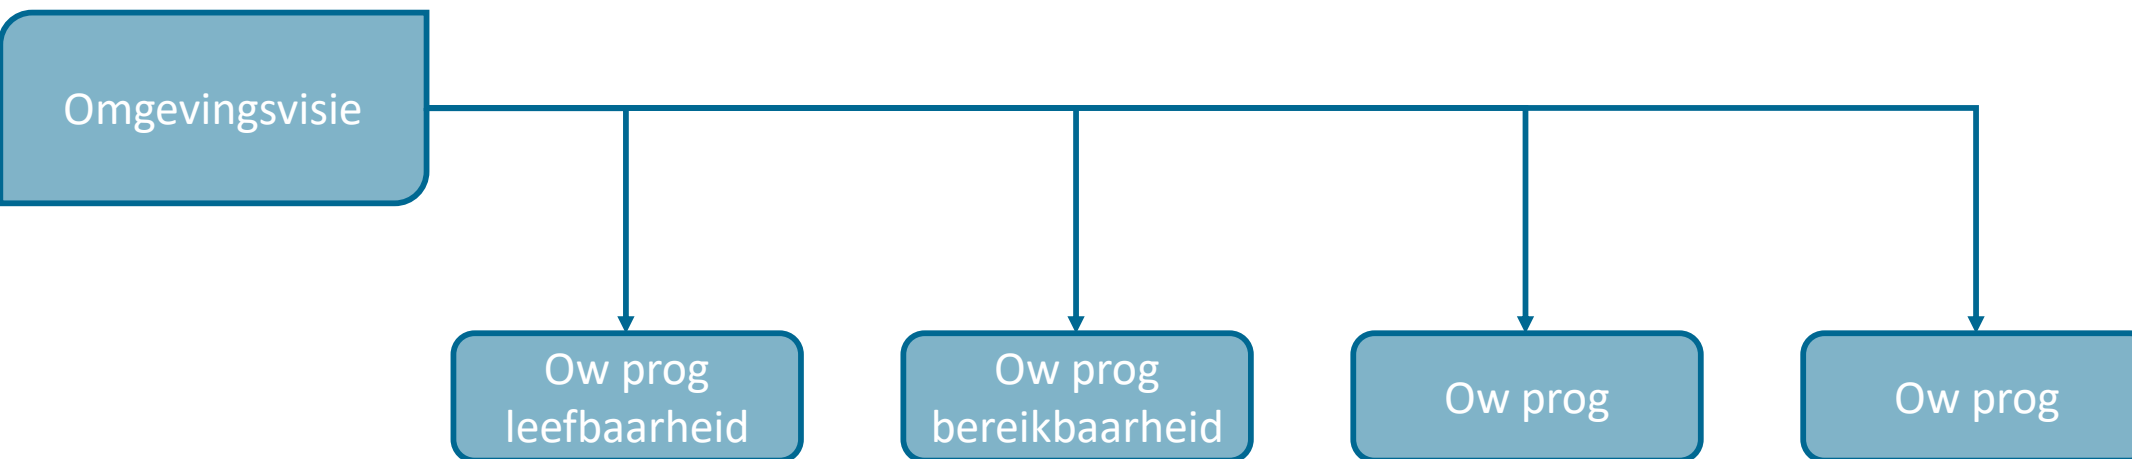 Omgevingsvisie
Ow prog
leefbaarheid
Ow prog
bereikbaarheid
Ow prog
Ow prog